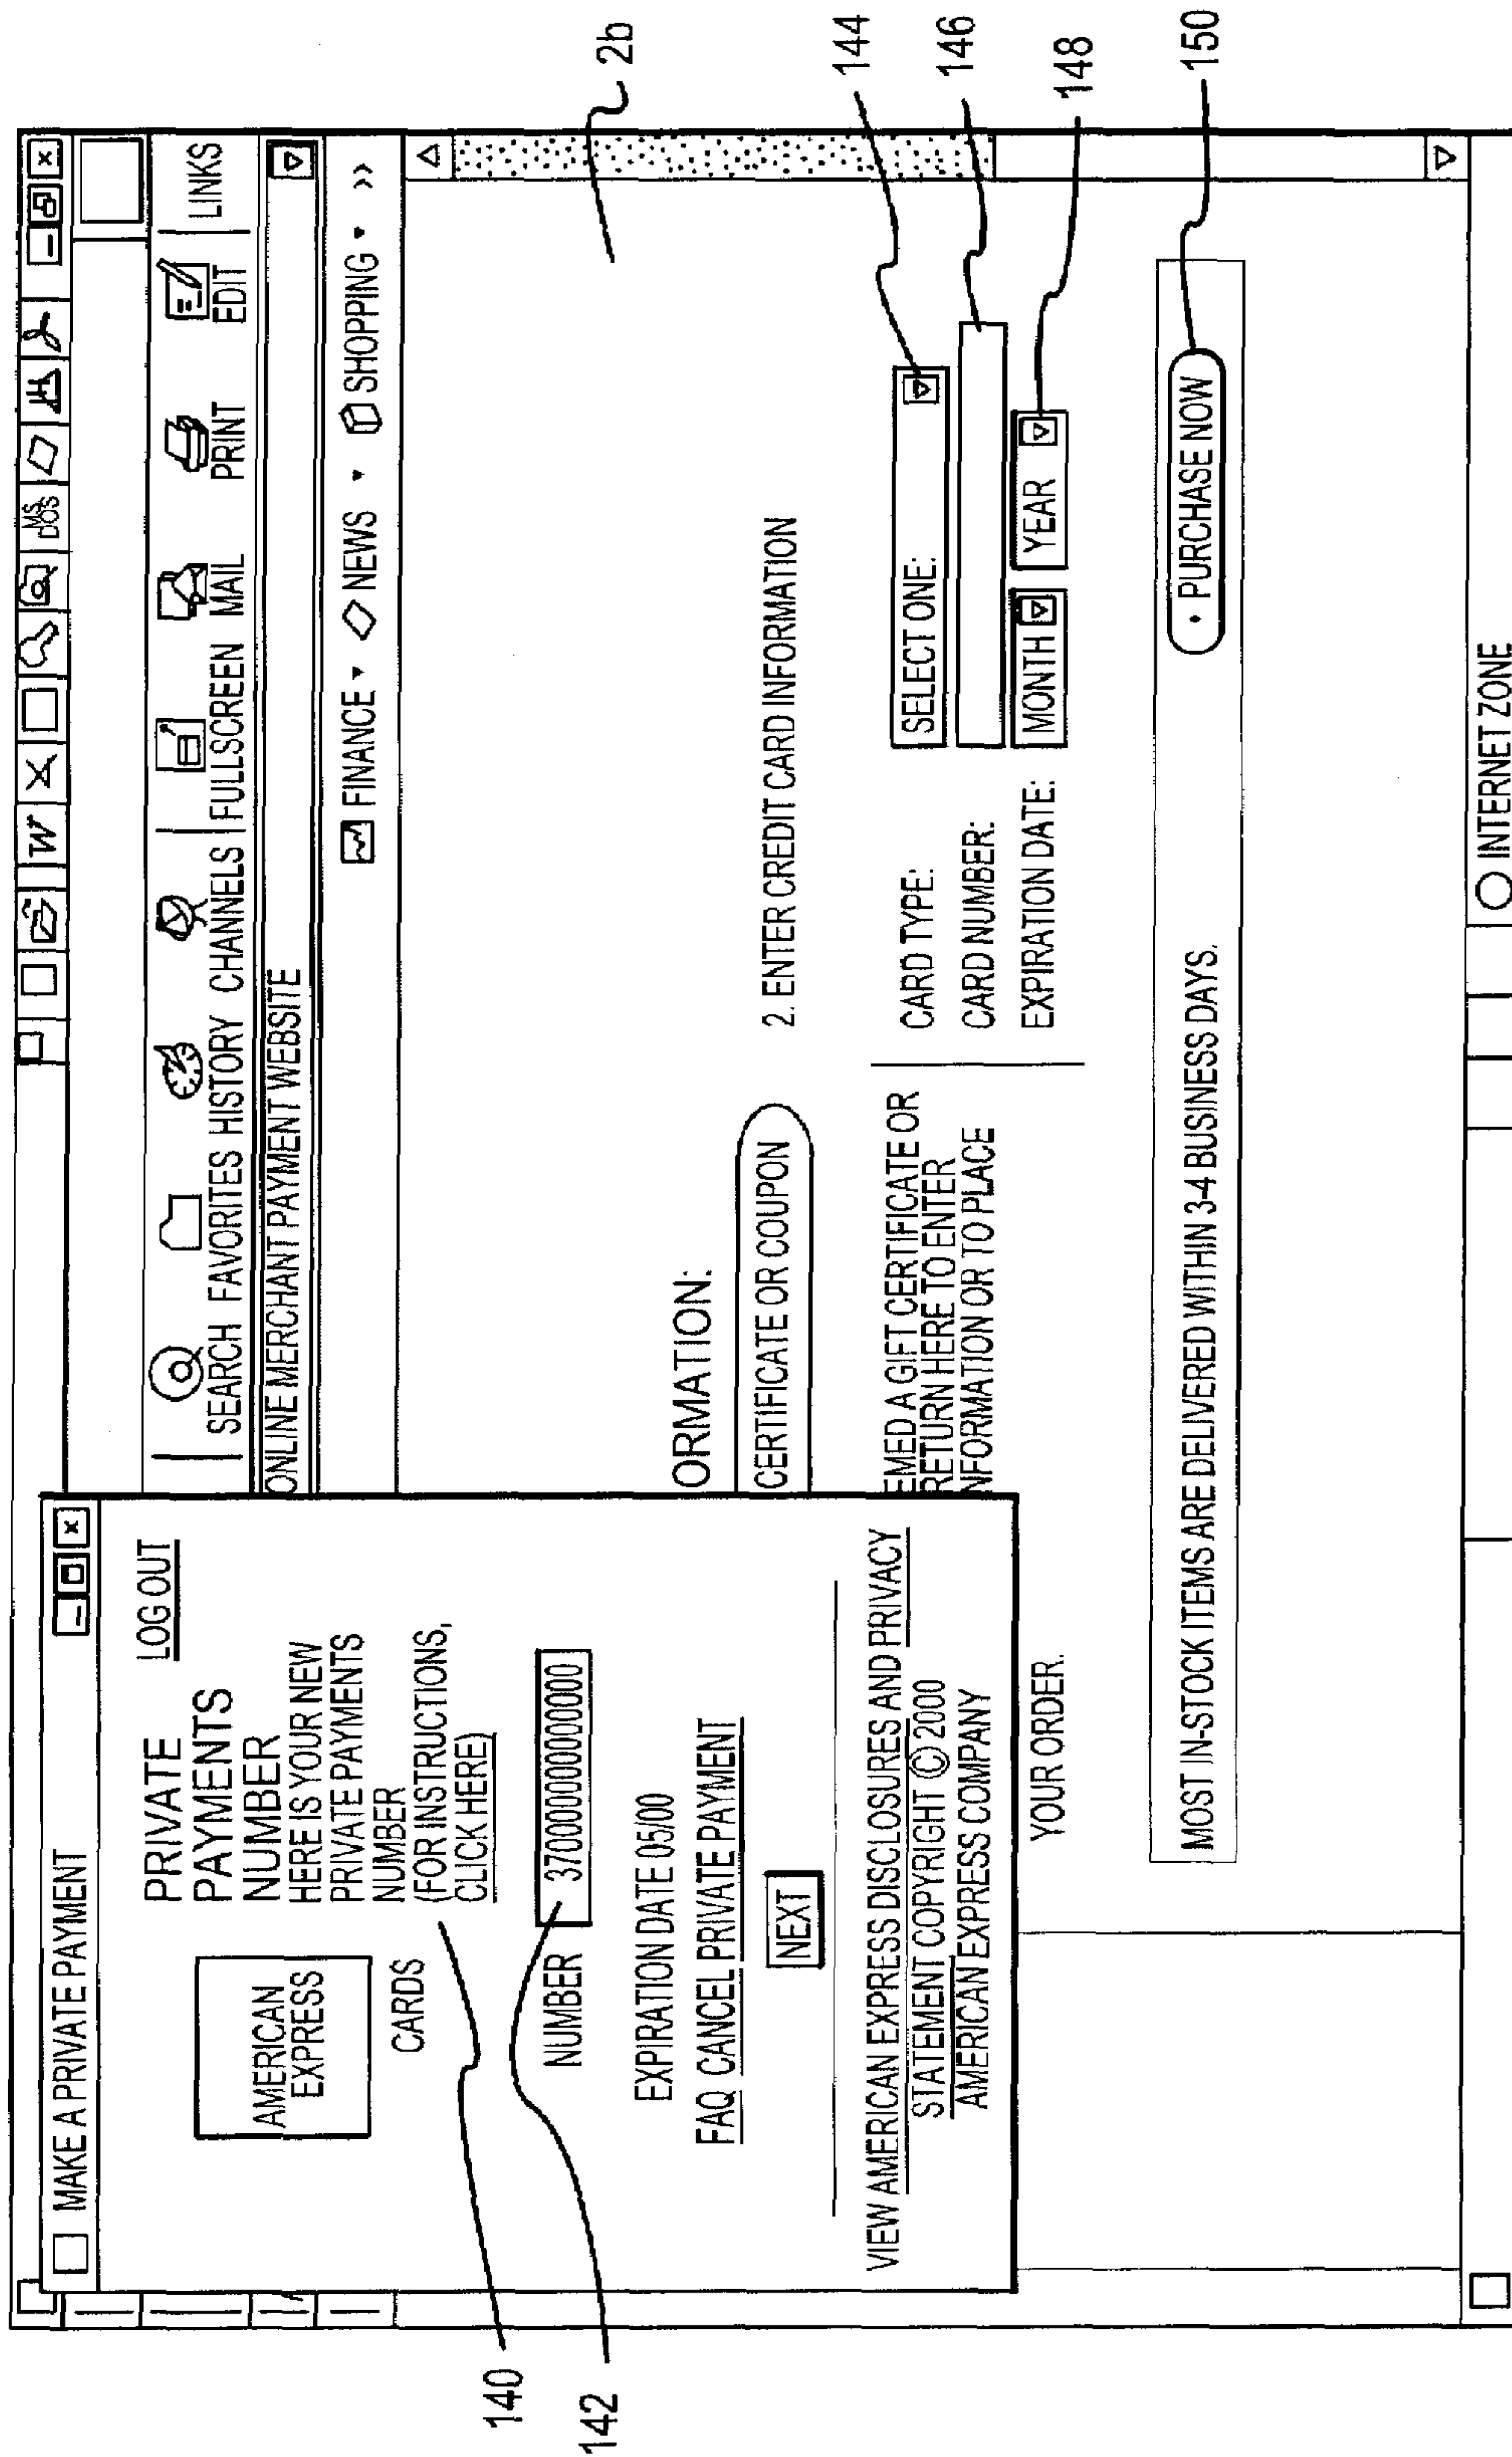 MS
DOS
SEARCH FAVORITES HISTORY CHANNELS FULLSCREEN MAIL PRINT EDIT LINKS
ONLINE MERCHANT PAYMENT WEBSITE
FINANCE NEWS SHOPPING >>
MAKE A PRIVATE PAYMENT
LOG OUT
AMERICAN
EXPRESS
CARDS
PRIVATE
PAYMENTS
NUMBER
HERE IS YOUR NEW
PRIVATE PAYMENTS
NUMBER
(FOR INSTRUCTIONS,
CLICK HERE)
NUMBER 370000000000000
EXPIRATION DATE 05/00
FAQ CANCEL PRIVATE PAYMENT
NEXT
VIEW AMERICAN EXPRESS DISCLOSURES AND PRIVACY
STATEMENT COPYRIGHT © 2000
AMERICAN EXPRESS COMPANY
ORMATION:
CERTIFICATE OR COUPON
EMED A GIFT CERTIFICATE OR
RETURN HERE TO ENTER
NFORMATION OR TO PLACE
YOUR ORDER.
2. ENTER CREDIT CARD INFORMATION
CARD TYPE: SELECT ONE:
CARD NUMBER:
EXPIRATION DATE: MONTH YEAR
MOST IN-STOCK ITEMS ARE DELIVERED WITHIN 3-4 BUSINESS DAYS.
• PURCHASE NOW
INTERNET ZONE
140
142
2b
144
146
148
150